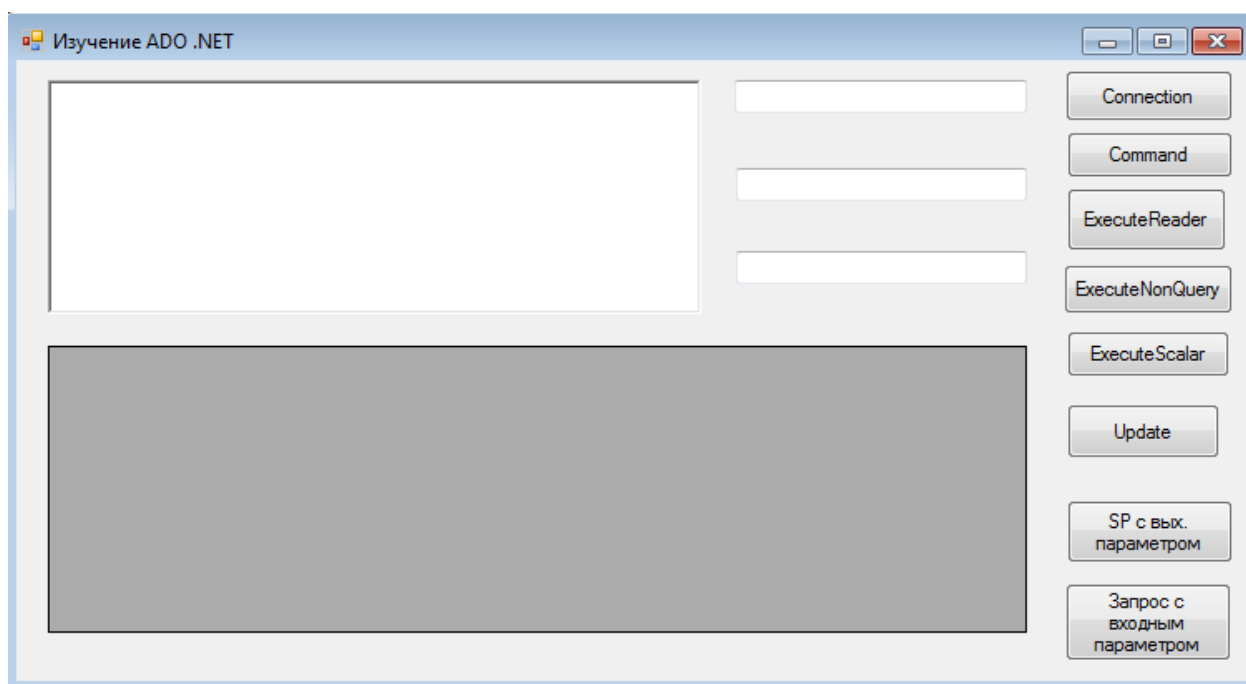 Изучение ADO .NET
Connection
Command
ExecuteReader
ExecuteNonQuery
ExecuteScalar
Update
SP с вых.
параметром
Запрос с
входным
параметром